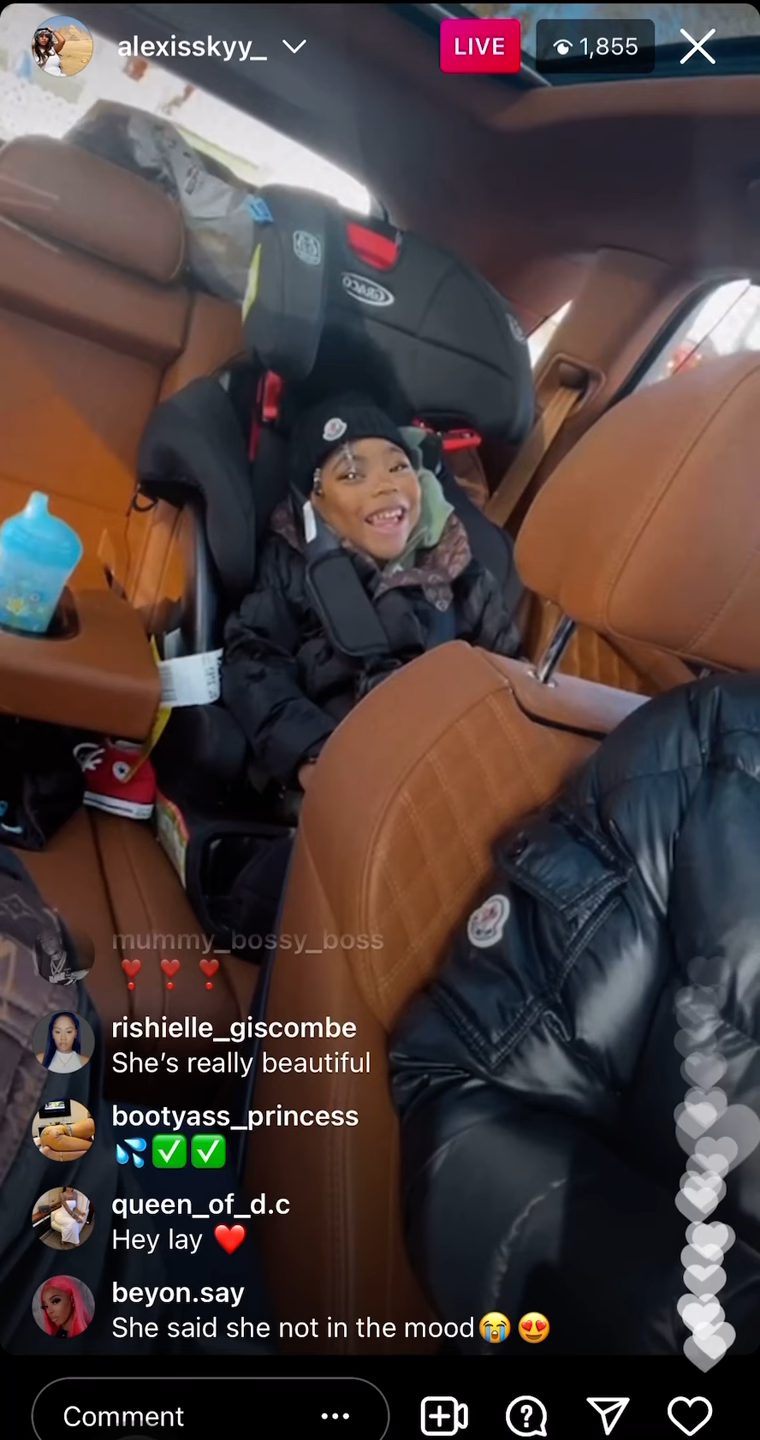 alexisskyy_
LIVE
1,855
GRACO
mummy_bossy_boss
❣️ ❣️ ❣️
rishielle_giscombe
She’s really beautiful
bootyass_princess
💦✅✅
queen_of_d.c
Hey lay ❤️
beyon.say
She said she not in the mood😭😍
Comment